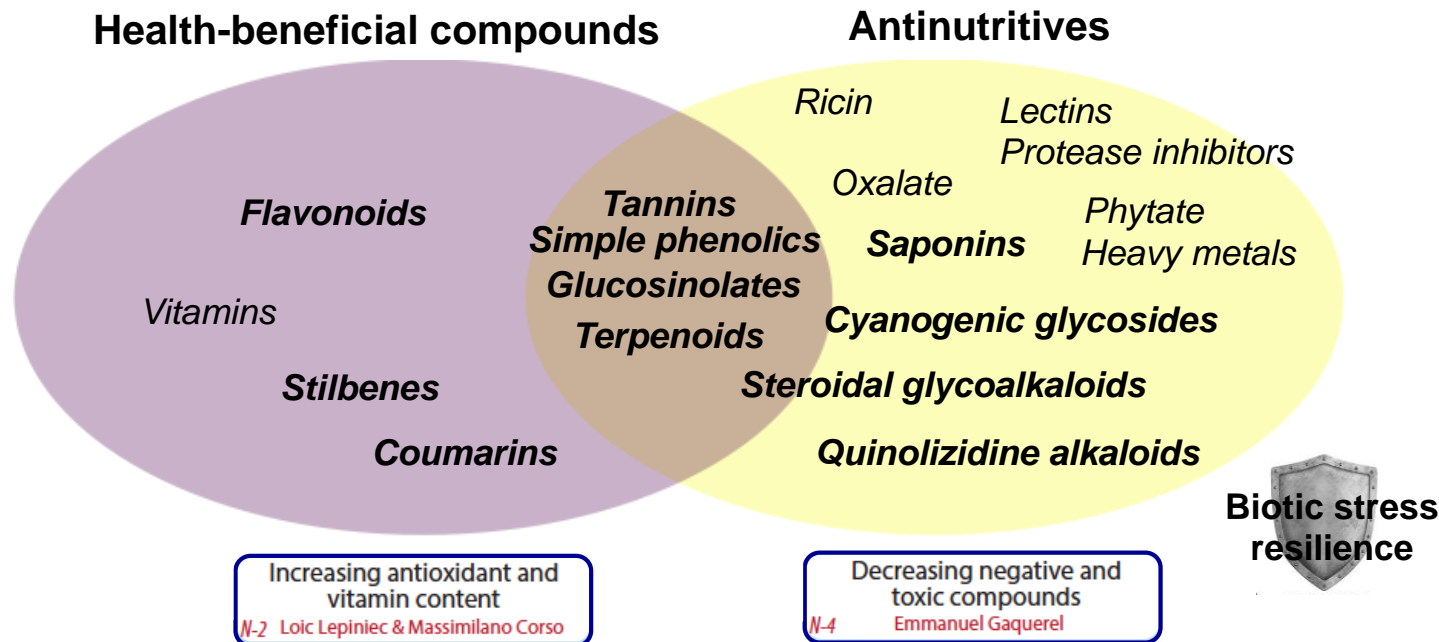 Health-beneficial compounds
Antinutritives
Ricin
Lectins
Protease inhibitors
Oxalate
Phytate
Heavy metals
Saponins
Flavonoids
Tannins
Simple phenolics
Glucosinolates
Terpenoids
Vitamins
Cyanogenic glycosides
Stilbenes
Steroidal glycoalkaloids
Coumarins
Quinolizidine alkaloids
Biotic stress
resilience
Increasing antioxidant and
vitamin content
N-2 Loic Lepiniec & Massimilano Corso
Decreasing negative and
toxic compounds
N-4 Emmanuel Gaquerel